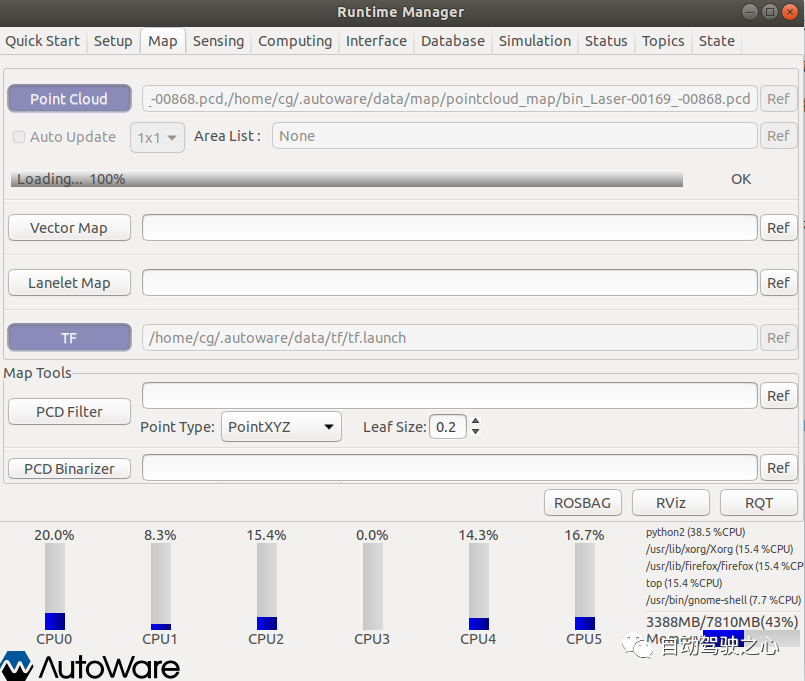 Runtime Manager
Quick Start Setup Map Sensing Computing Interface Database Simulation Status Topics State
Point Cloud _-00868.pcd,/home/cg/.autoware/data/map/pointcloud_map/bin_Laser-00169_-00868.pcd Ref
Auto Update 1x1 Area List : None Ref
Loading... 100% OK
Vector Map Ref
Lanelet Map Ref
TF /home/cg/.autoware/data/tf/tf.launch Ref
Map Tools
PCD Filter Ref
Point Type: PointXYZ Leaf Size: 0.2
PCD Binarizer Ref
ROSBAG RViz RQT
20.0% 8.3% 15.4% 0.0% 14.3% 16.7%
CPU0 CPU1 CPU2 CPU3 CPU4 CPU5
python2 (38.5 %CPU)
/usr/lib/xorg/Xorg (15.4 %CPU)
/usr/lib/firefox/firefox (15.4 %CP
top (15.4 %CPU)
/usr/bin/gnome-shell (7.7 %CPU)
3388MB/7810MB(43%)
自动驾驶之心
AutoWare